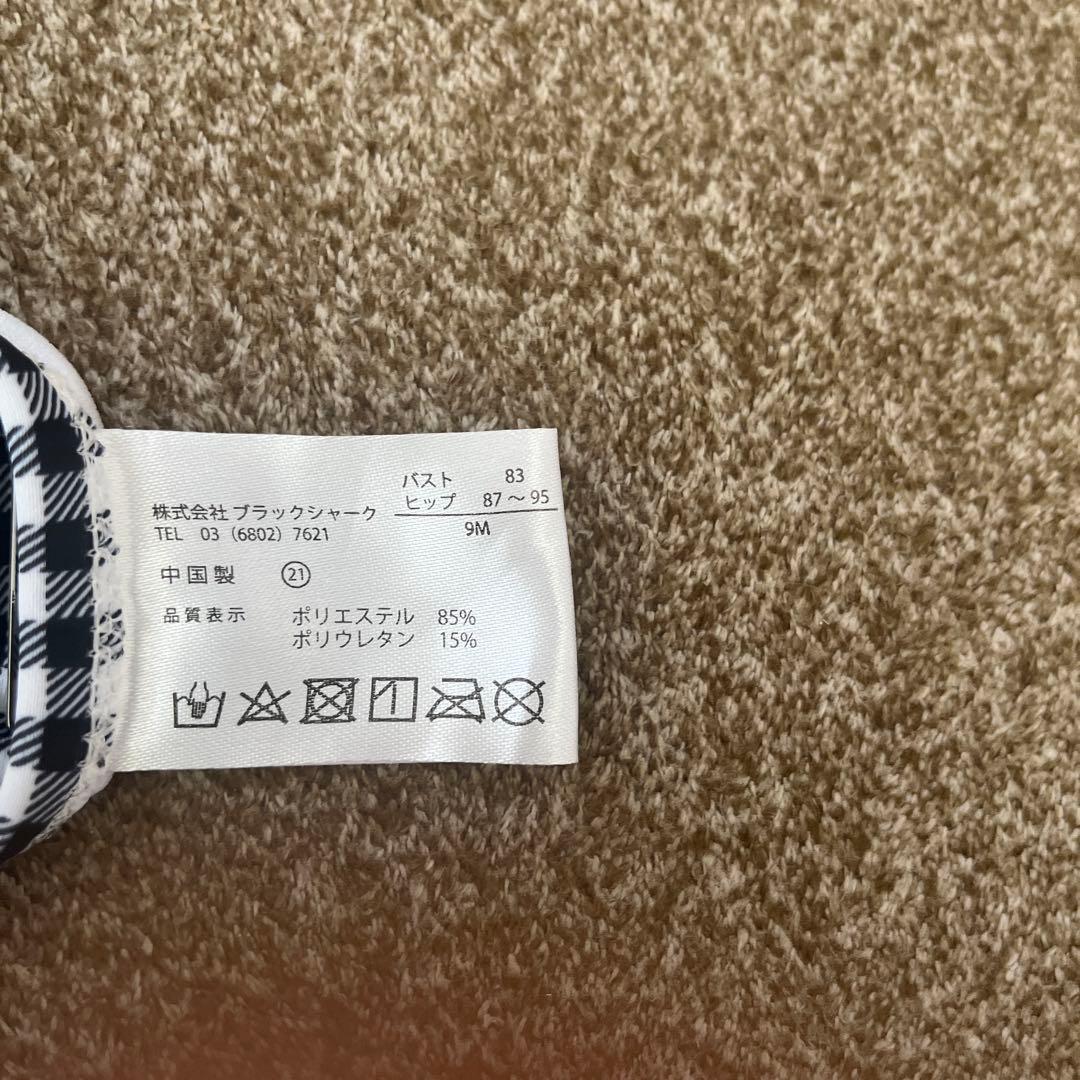 バスト 83
ヒップ 87 ～ 95
9M
株式会社 ブラックシャーク
TEL 03（6802）7621
中国製 ㉑
品質表示 ポリエステル 85%
ポリウレタン 15%